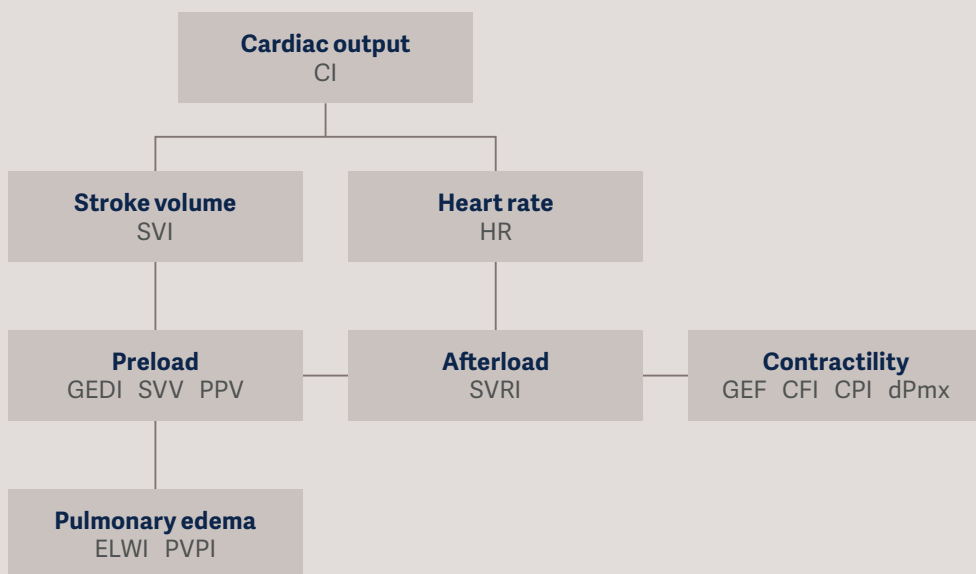 Cardiac output
CI
Stroke volume
SVI
Heart rate
HR
Preload
GEDI SVV PPV
Afterload
SVRI
Contractility
GEF CFI CPI dPmx
Pulmonary edema
ELWI PVPI